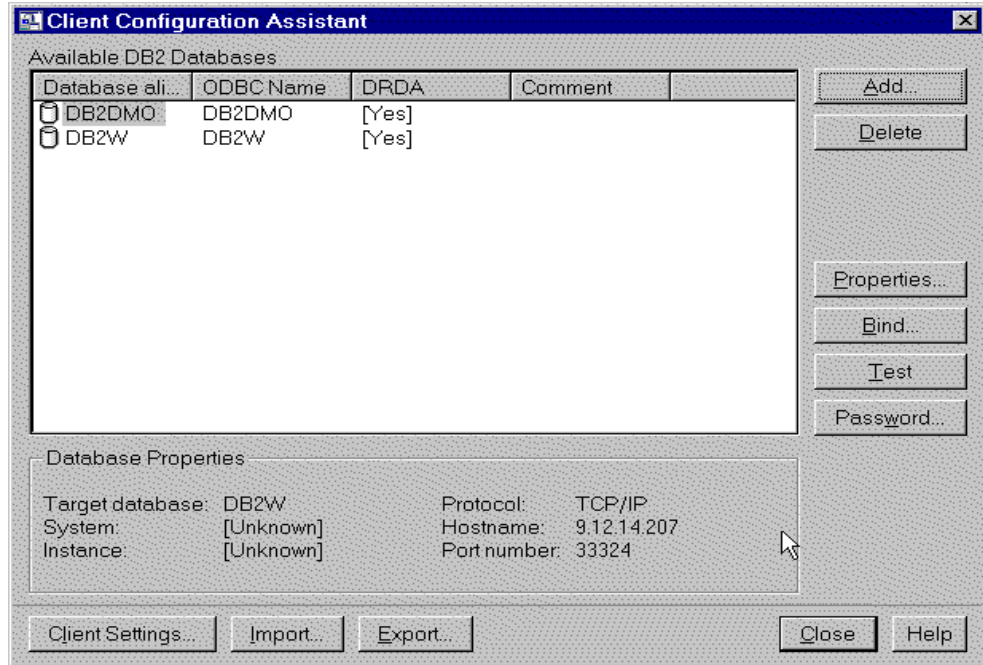 Client Configuration Assistant
Available DB2 Databases
Database ali... ODBC Name DRDA Comment
DB2DMO DB2DMO [Yes]
DB2W DB2W [Yes]
Add...
Delete
Properties...
Bind...
Test
Password...
Database Properties
Target database: DB2W Protocol: TCP/IP
System: [Unknown] Hostname: 9.12.14.207
Instance: [Unknown] Port number: 33324
Client Settings... Import... Export... Close Help